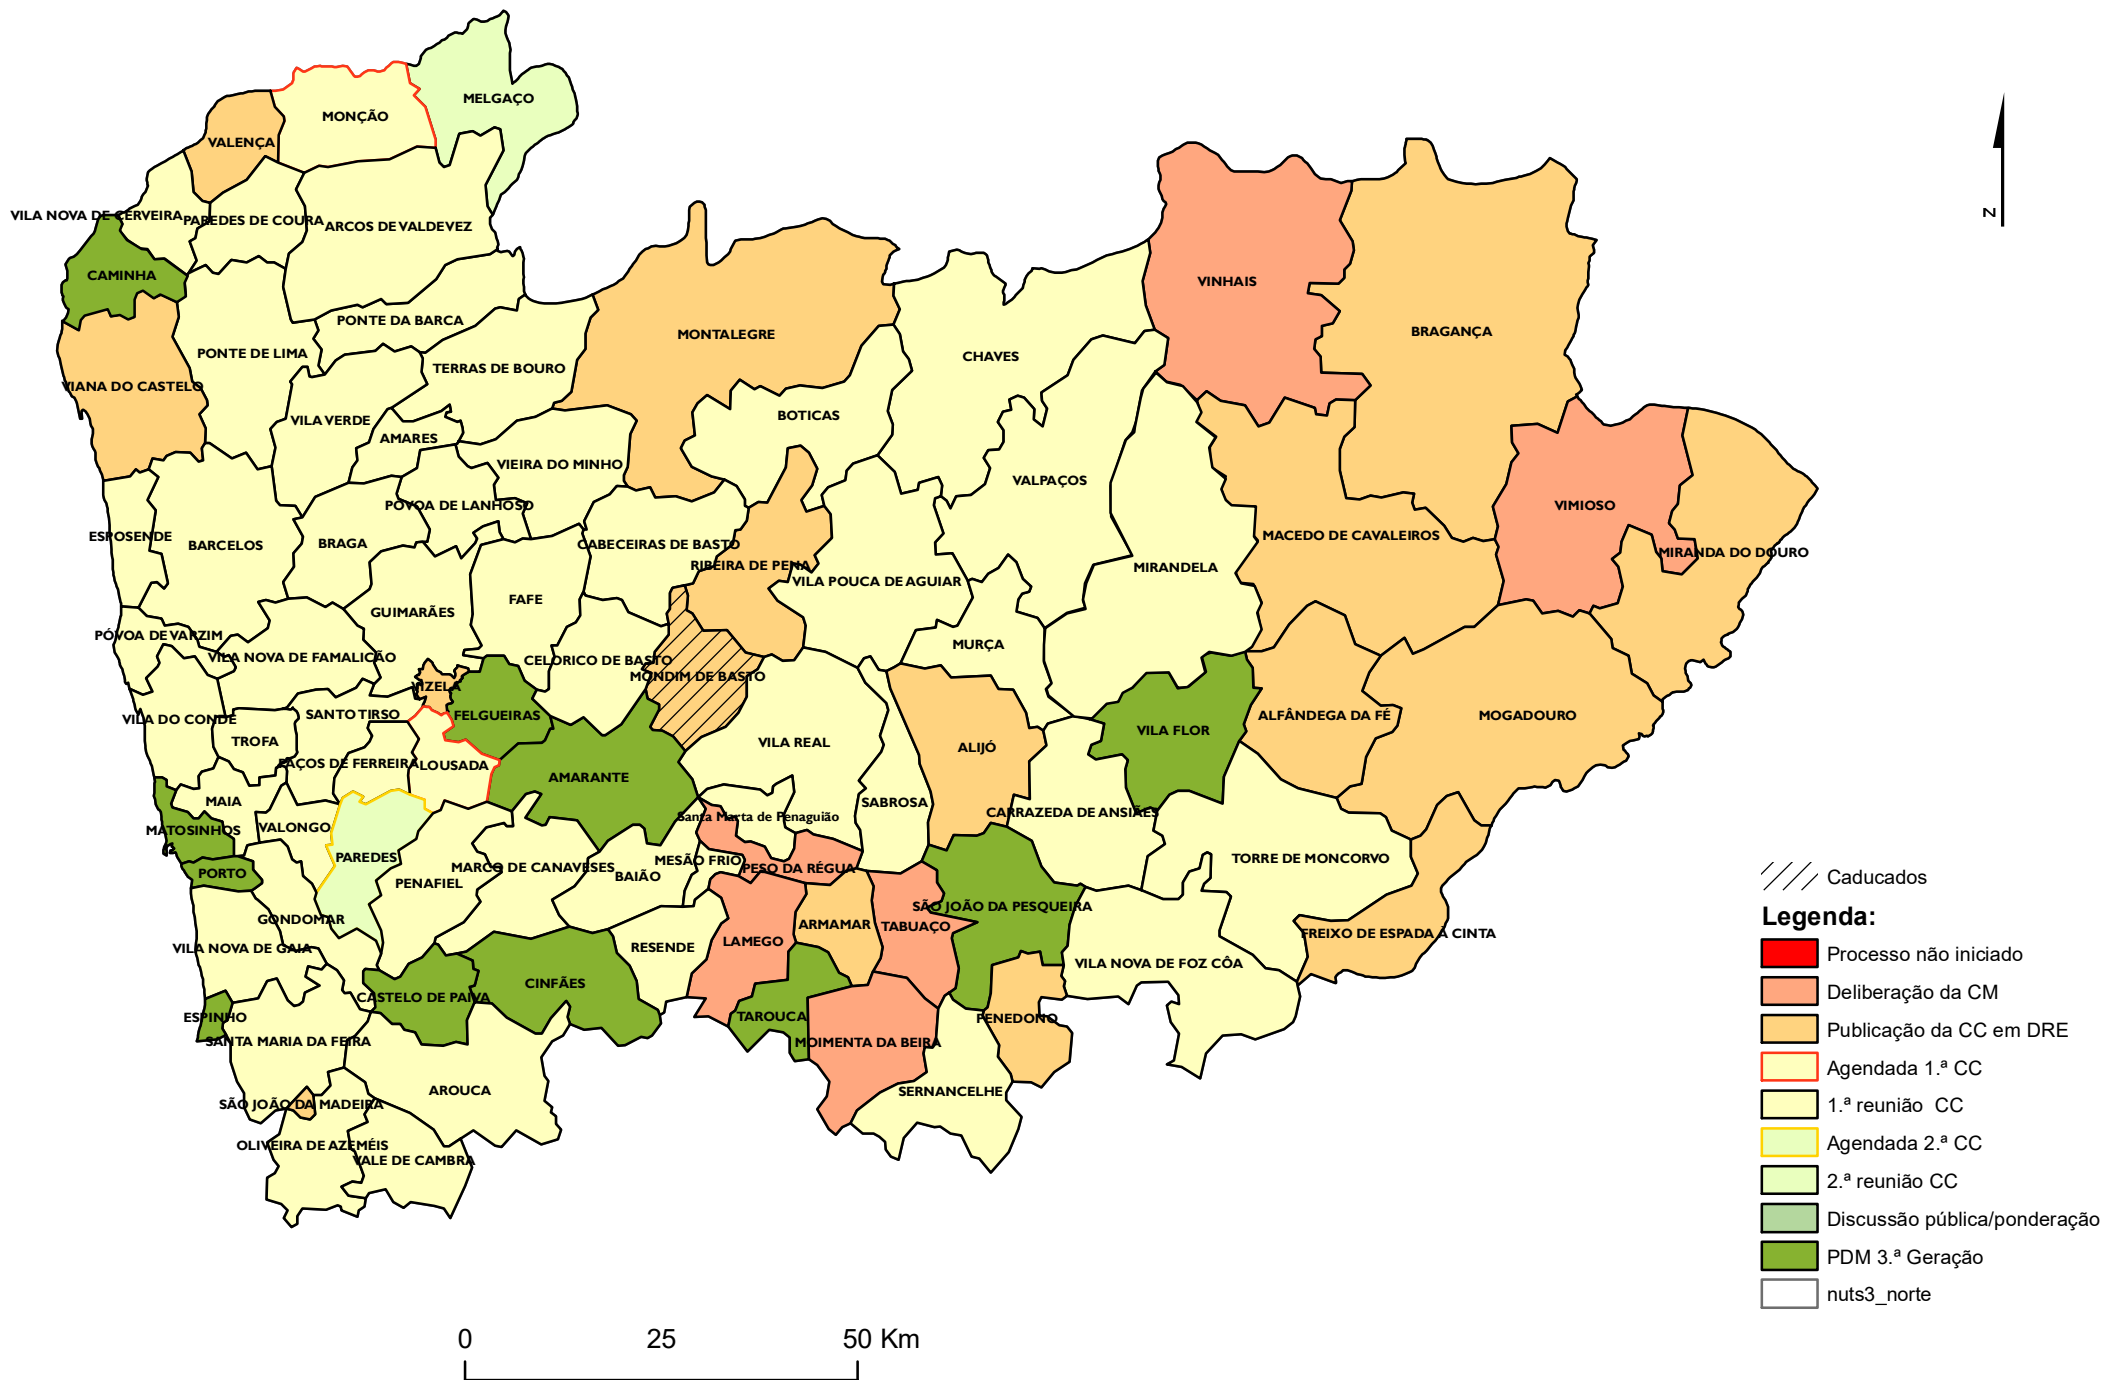 MELGAÇO
MONÇÃO
VALENÇA
VILA NOVA DE CERVEIRA
PAREDES DE COURA
ARCOS DE VALDEVEZ
CAMINHA
VINHAIS
PONTE DA BARCA
MONTALEGRE
BRAGANÇA
PONTE DE LIMA
CHAVES
TERRAS DE BOURO
VIANA DO CASTELO
BOTICAS
VILA VERDE
AMARES
VIEIRA DO MINHO
VALPAÇOS
PÓVOA DE LANHOSO
VIMIOSO
ESPOSENDE
BARCELOS
BRAGA
CABECEIRAS DE BASTO
MACEDO DE CAVALEIROS
MIRANDA DO DOURO
RIBEIRA DE PENA
MIRANDELA
VILA POUCA DE AGUIAR
FAFE
GUIMARÃES
PÓVOA DE VARZIM
MURÇA
VILA NOVA DE FAMALICÃO
CELORICO DE BASTO
MONDIM DE BASTO
VIZELA
SANTO TIRSO
FELGUEIRAS
ALFÂNDEGA DA FÉ
MOGADOURO
VILA DO CONDE
VILA FLOR
TROFA
VILA REAL
ALIJÓ
PAÇOS DE FERREIRA
LOUSADA
AMARANTE
MAIA
SABROSA
CARRAZEDA DE ANSIÃES
Santa Marta de Penaguião
MATOSINHOS
VALONGO
PAREDES
MARCO DE CANAVESES
MESÃO FRIO
PESO DA RÉGUA
TORRE DE MONCORVO
PORTO
PENAFIEL
BAIÃO
SÃO JOÃO DA PESQUEIRA
GONDOMAR
ARMAMAR
TABUAÇO
FREIXO DE ESPADA À CINTA
VILA NOVA DE GAIA
RESENDE
LAMEGO
VILA NOVA DE FOZ CÔA
CINFÃES
CASTELO DE PAIVA
ESPINHO
TAROUCA
PENEDONO
SANTA MARIA DA FEIRA
MOIMENTA DA BEIRA
AROUCA
SERNANCELHE
SÃO JOÃO DA MADEIRA
OLIVEIRA DE AZEMÉIS
VALE DE CAMBRA
N
Caducados
Legenda:
Processo não iniciado
Deliberação da CM
Publicação da CC em DRE
Agendada 1.ª CC
1.ª reunião CC
Agendada 2.ª CC
2.ª reunião CC
Discussão pública/ponderação
PDM 3.ª Geração
nuts3_norte
0 25 50 Km